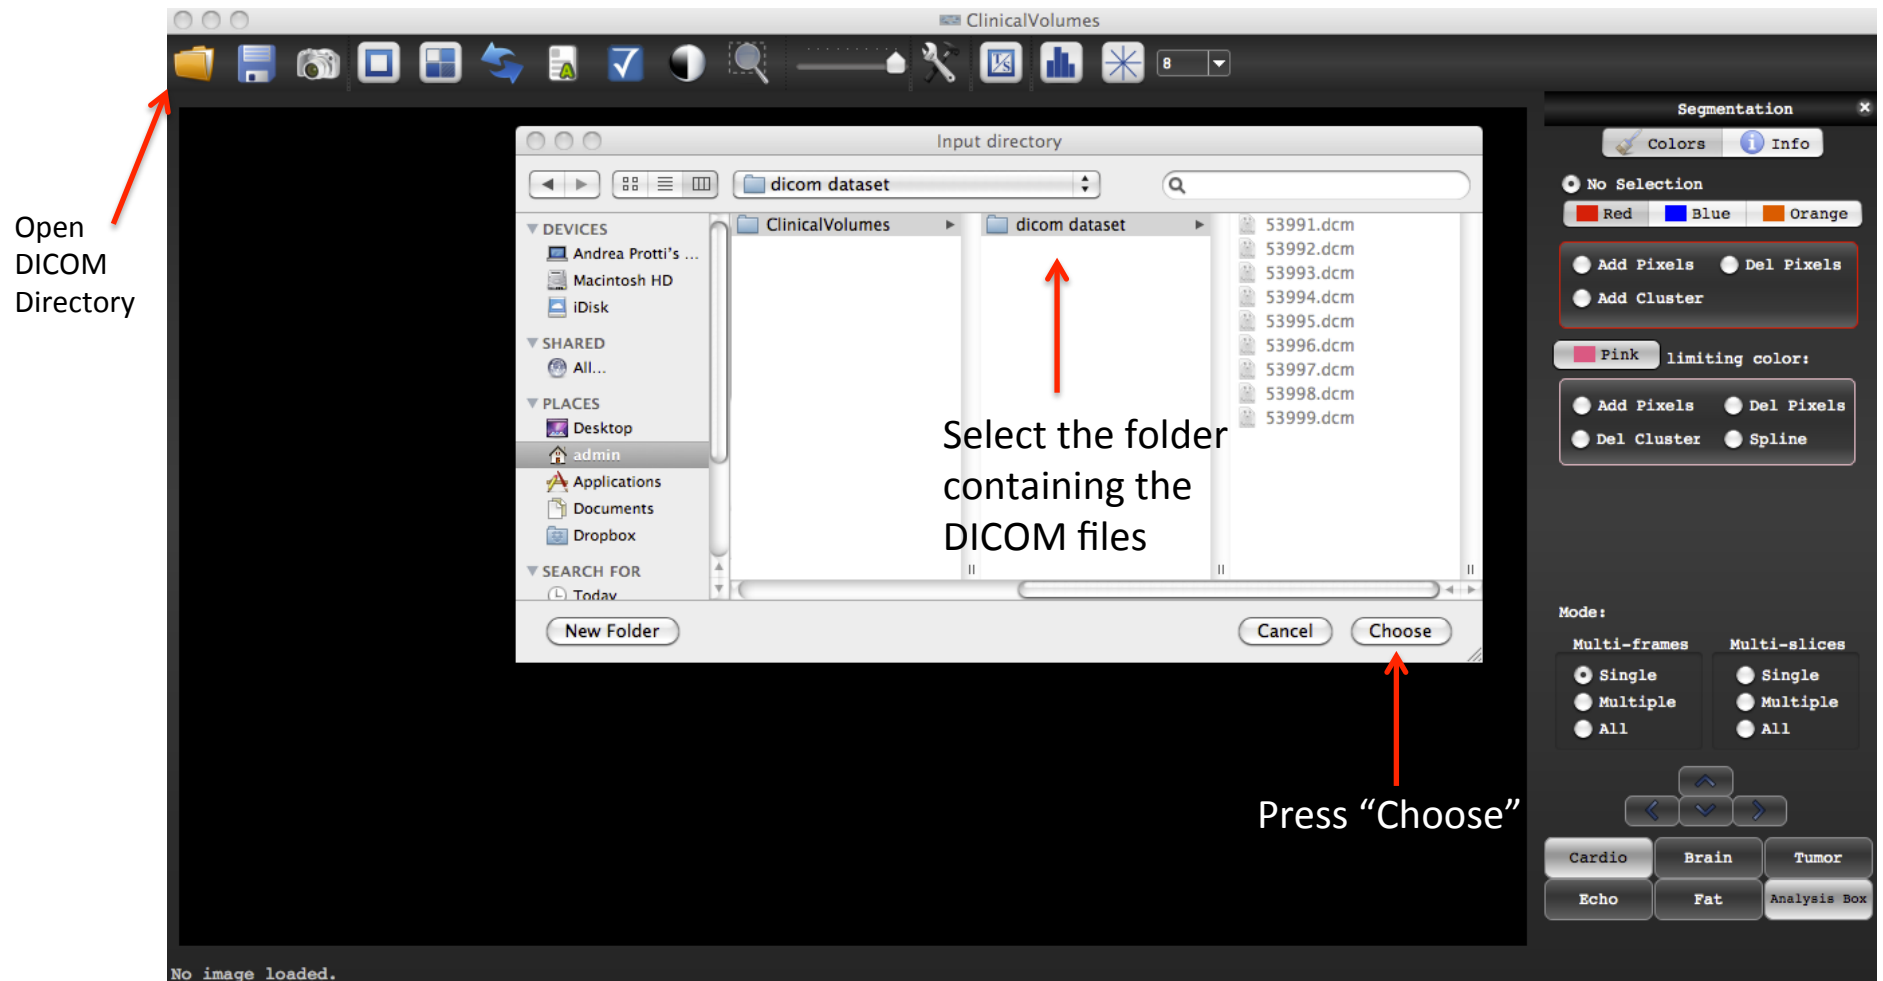 ClinicalVolumes
8
Open
DICOM
Directory
Input directory
dicom dataset
DEVICES
Andrea Protti's ...
Macintosh HD
iDisk
SHARED
All...
PLACES
Desktop
admin
Applications
Documents
Dropbox
SEARCH FOR
Today
ClinicalVolumes
dicom dataset
53991.dcm
53992.dcm
53993.dcm
53994.dcm
53995.dcm
53996.dcm
53997.dcm
53998.dcm
53999.dcm
Select the folder
containing the
DICOM files
New Folder
Cancel
Choose
Press “Choose”
Segmentation
Colors
Info
No Selection
Red
Blue
Orange
Add Pixels
Del Pixels
Add Cluster
Pink
limiting color:
Add Pixels
Del Pixels
Del Cluster
Spline
Mode:
Multi-frames
Multi-slices
Single
Single
Multiple
Multiple
All
All
Cardio
Brain
Tumor
Echo
Fat
Analysis Box
No image loaded.